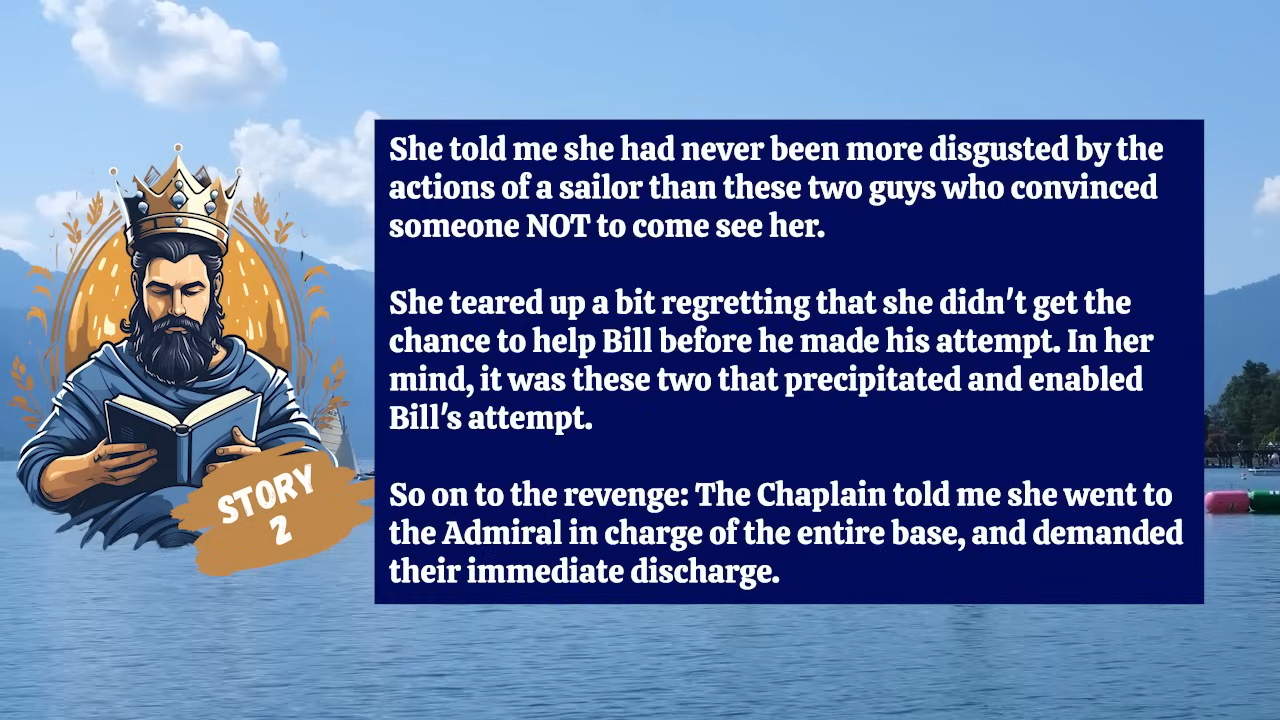 She told me she had never been more disgusted by the
actions of a sailor than these two guys who convinced
someone NOT to come see her.
She teared up a bit regretting that she didn't get the
chance to help Bill before he made his attempt. In her
mind, it was these two that precipitated and enabled
Bill's attempt.
So on to the revenge: The Chaplain told me she went to
the Admiral in charge of the entire base, and demanded
their immediate discharge.
STORY
2